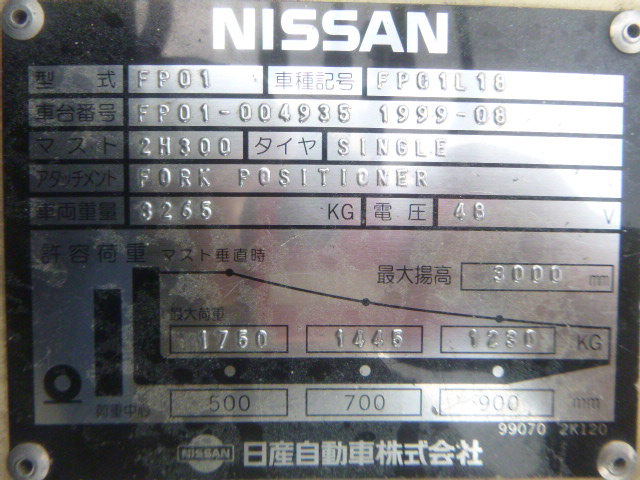 NISSAN
型式 FP01 車種記号 FP01L18
車台番号 FP01-004935 1999-08
マスト 2H300 タイヤ SINGLE
アタッチメント FORK POSITIONER
車両重量 3265 KG 電圧 48 V
許容荷重 マスト垂直時
最大揚高 3000 mm
最大荷重
1750 1445 1230 KG
荷重中心 500 700 900 mm
99070 2K120
NISSAN 日産自動車株式会社